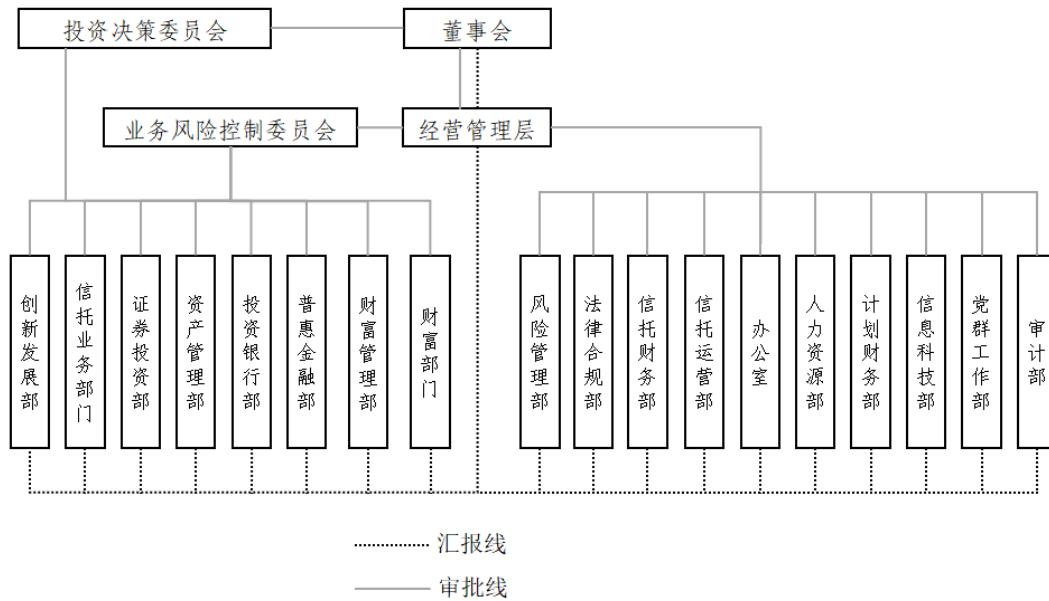 投资决策委员会
董事会
业务风险控制委员会
经营管理层
创新发展部
信托业务部门
证券投资部
资产管理部
投资银行部
普惠金融部
财富管理部
财富部门
风险管理部
法律合规部
信托财务部
信托运营部
办公室
人力资源部
计划财务部
信息科技部
党群工作部
审计部
汇报线
审批线